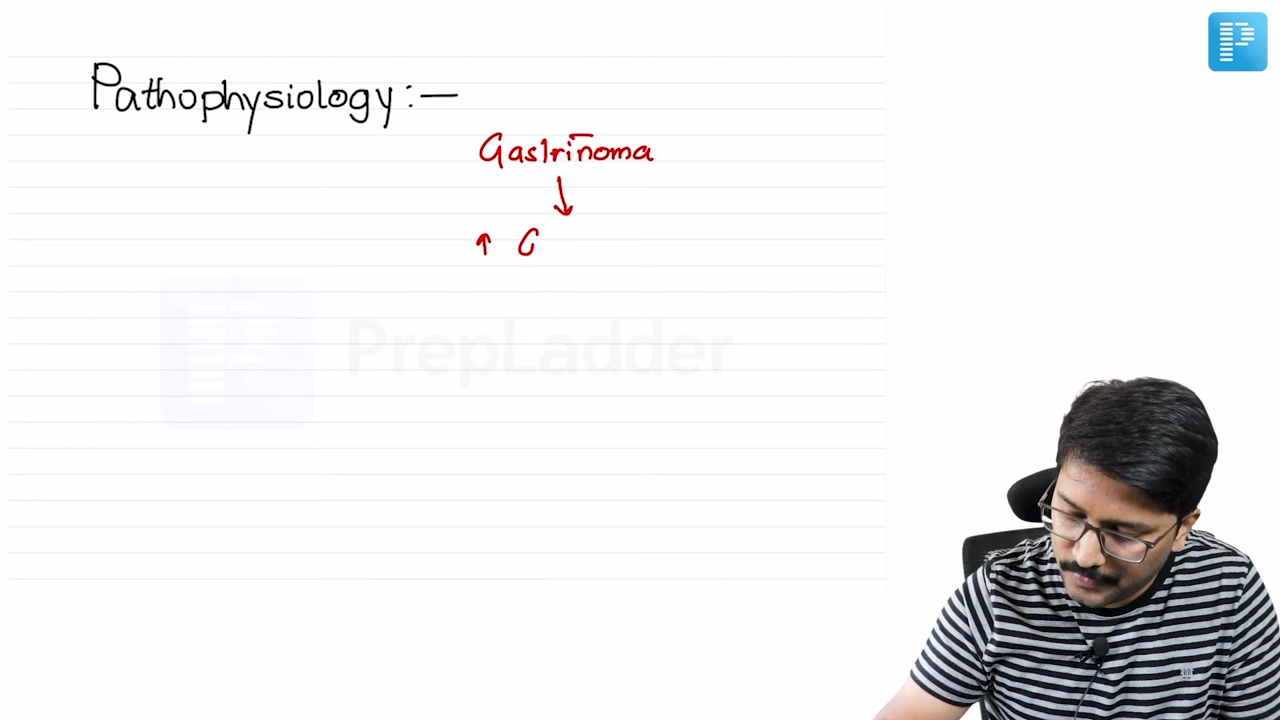 Pathophysiology :-
Gastrinoma
↓
↑ G
PrepLadder